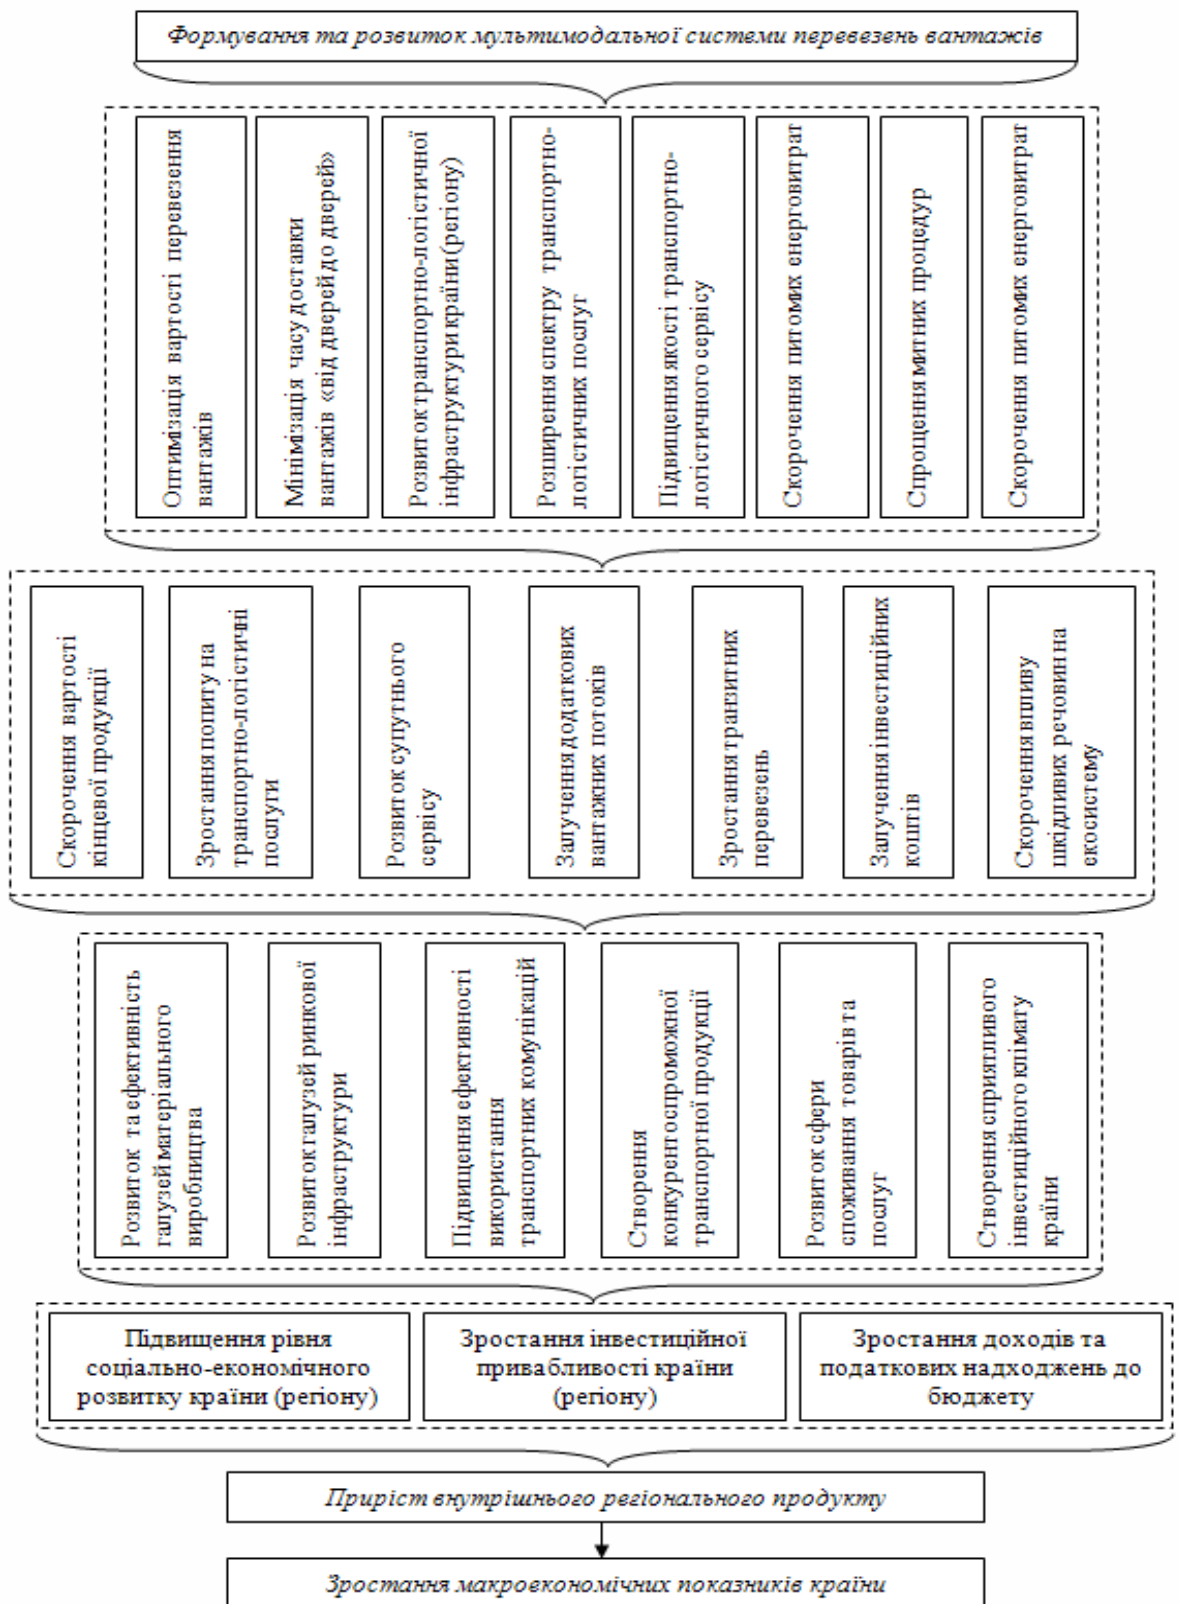 Формування та розвиток мультимодальної системи перевезень вантажів
Оптимізація вартості перевезення
вантажів
Мінімізація часу доставки
вантажів «від дверей до дверей»
Розвиток транспортно-логістичної
інфраструктури країни (регіону)
Розширення спектру транспортно-
логістичних послуг
Підвищення якості транспортно-
логістичного сервісу
Скорочення питомих енерговитрат
Спрощення митних процедур
Скорочення питомих енерговитрат
Скорочення вартості
кінцевої продукції
Зростання попиту на
транспортно-логістичні
послуги
Розвиток супутнього
сервісу
Залучення додаткових
вантажних потоків
Зростання транзитних
перевезень
Залучення інвестиційних
коштів
Скорочення впливу
шкідливих речовин на
екосистему
Розвиток та ефективність
галузей матеріального
виробництва
Розвиток галузей ринкової
інфраструктури
Підвищення ефективності
використання
транспортних комунікацій
Створення
конкурентоспроможної
транспортної продукції
Розвиток сфери
споживання товарів та
послуг
Створення сприятливого
інвестиційного клімату
країни
Підвищення рівня
соціально-економічного
розвитку країни (регіону)
Зростання інвестиційної
привабливості країни
(регіону)
Зростання доходів та
податкових надходжень до
бюджету
Приріст внутрішнього регіонального продукту
Зростання макроекономічних показників країни